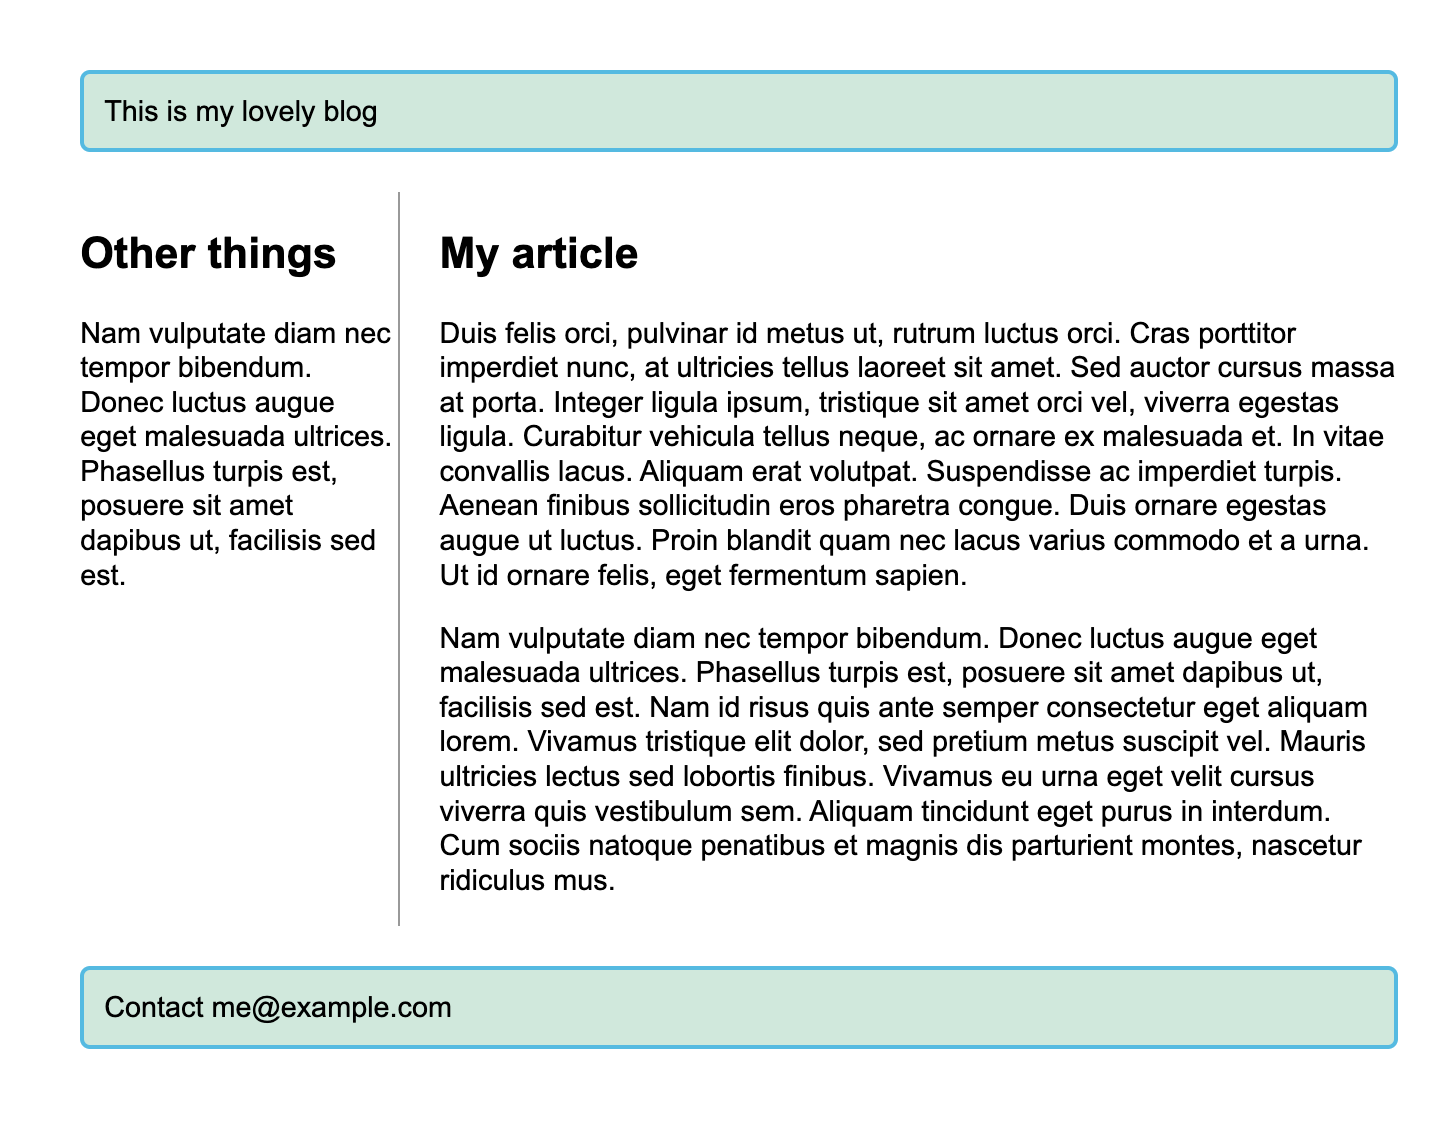 This is my lovely blog
Other things
Nam vulputate diam nec
tempor bibendum.
Donec luctus augue
eget malesuada ultrices.
Phasellus turpis est,
posuere sit amet
dapibus ut, facilisis sed
est.
My article
Duis felis orci, pulvinar id metus ut, rutrum luctus orci. Cras porttitor
imperdiet nunc, at ultricies tellus laoreet sit amet. Sed auctor cursus massa
at porta. Integer ligula ipsum, tristique sit amet orci vel, viverra egestas
ligula. Curabitur vehicula tellus neque, ac ornare ex malesuada et. In vitae
convallis lacus. Aliquam erat volutpat. Suspendisse ac imperdiet turpis.
Aenean finibus sollicitudin eros pharetra congue. Duis ornare egestas
augue ut luctus. Proin blandit quam nec lacus varius commodo et a urna.
Ut id ornare felis, eget fermentum sapien.
Nam vulputate diam nec tempor bibendum. Donec luctus augue eget
malesuada ultrices. Phasellus turpis est, posuere sit amet dapibus ut,
facilisis sed est. Nam id risus quis ante semper consectetur eget aliquam
lorem. Vivamus tristique elit dolor, sed pretium metus suscipit vel. Mauris
ultricies lectus sed lobortis finibus. Vivamus eu urna eget velit cursus
viverra quis vestibulum sem. Aliquam tincidunt eget purus in interdum.
Cum sociis natoque penatibus et magnis dis parturient montes, nascetur
ridiculus mus.
Contact me@example.com